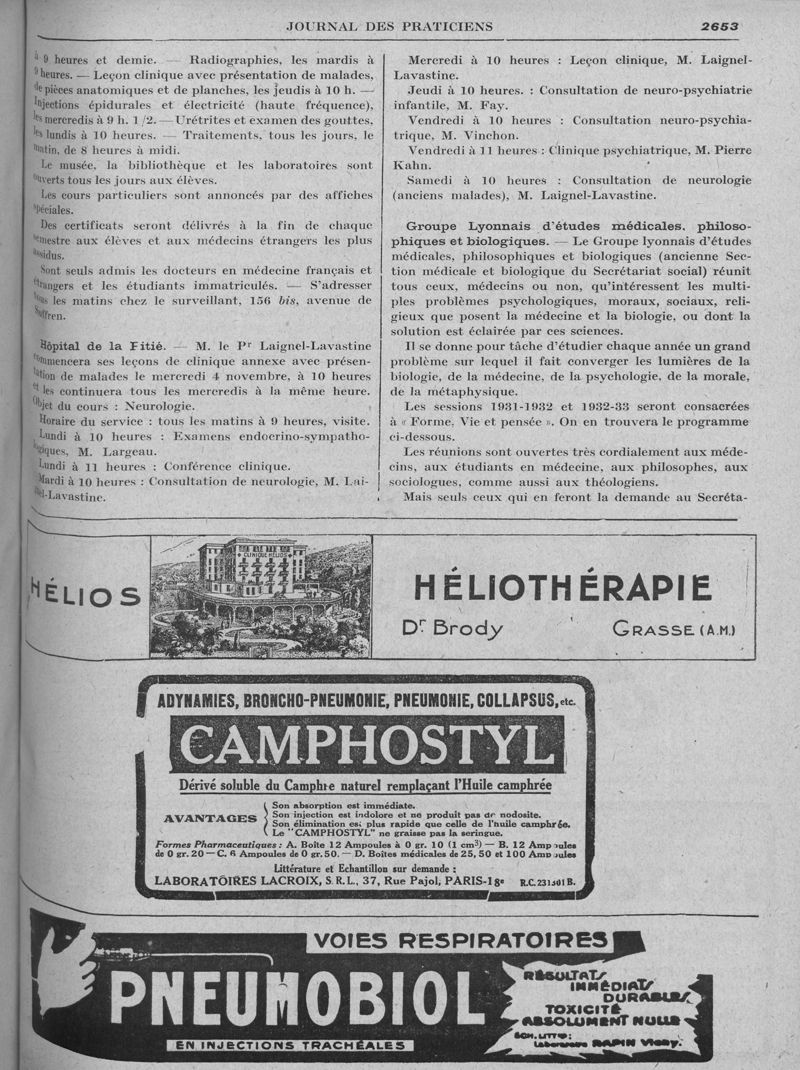 JOURNAL DES PRATICIENS 2653
à 9 heures et demie. — Radiographies, les mardis à
9 heures. — Leçon clinique avec présentation de malades,
de pièces anatomiques et de planches, les jeudis à 10 h. —
Injections épidurales et électricité (haute fréquence),
les mercredis à 9 h. 1/2. — Urétrites et examen des gouttes,
les lundis à 10 heures. — Traitements, tous les jours, le
matin, de 8 heures à midi.
Le musée, la bibliothèque et les laboratoires sont
ouverts tous les jours aux élèves.
Les cours particuliers sont annoncés par des affiches
spéciales.
Des certificats seront délivrés à la fin de chaque
semestre aux élèves et aux médecins étrangers les plus
assidus.
Sont seuls admis les docteurs en médecine français et
étrangers et les étudiants immatriculés. — S'adresser
tous les matins chez le surveillant, 156 bis, avenue de
Suffren.
Hôpital de la Pitié. — M. le Pr Laignel-Lavastine
commencera ses leçons de clinique annexe avec présen-
tation de malades le mercredi 4 novembre, à 10 heures
et les continuera tous les mercredis à la même heure.
Objet du cours : Neurologie.
Horaire du service : tous les matins à 9 heures, visite.
Lundi à 10 heures : Examens endocrino-sympatho-
logiques, M. Largeau.
Lundi à 11 heures : Conférence clinique.
Mardi à 10 heures : Consultation de neurologie, M. Lai-
gnel-Lavastine.
Mercredi à 10 heures : Leçon clinique, M. Laignel-
Lavastine.
Jeudi à 10 heures. : Consultation de neuro-psychiatrie
infantile, M. Fay.
Vendredi à 10 heures : Consultation neuro-psychia-
trique, M. Vinchon.
Vendredi à 11 heures : Clinique psychiatrique, M. Pierre
Kahn.
Samedi à 10 heures : Consultation de neurologie
(anciens malades), M. Laignel-Lavastine.
Groupe Lyonnais d'études médicales, philoso-
phiques et biologiques. — Le Groupe lyonnais d'études
médicales, philosophiques et biologiques (ancienne Sec-
tion médicale et biologique du Secrétariat social) réunit
tous ceux, médecins ou non, qu'intéressent les multi-
ples problèmes psychologiques, moraux, sociaux, reli-
gieux que posent la médecine et la biologie, ou dont la
solution est éclairée par ces sciences.
Il se donne pour tâche d'étudier chaque année un grand
problème sur lequel il fait converger les lumières de la
biologie, de la médecine, de la psychologie, de la morale,
de la métaphysique.
Les sessions 1931-1932 et 1932-33 seront consacrées
à « Forme, Vie et pensée ». On en trouvera le programme
ci-dessous.
Les réunions sont ouvertes très cordialement aux méde-
cins, aux étudiants en médecine, aux philosophes, aux
sociologues, comme aussi aux théologiens.
Mais seuls ceux qui en feront la demande au Secréta-
HÉLIOS
CLINIQUE HÉLIOS
HÉLIOTHÉRAPIE
Dr Brody GRASSE (A.M.)
ADYNAMIES, BRONCHO-PNEUMONIE, PNEUMONIE, COLLAPSUS, etc.
CAMPHOSTYL
Dérivé soluble du Camphre naturel remplaçant l'Huile camphrée
AVANTAGES
Son absorption est immédiate.
Son injection est indolore et ne produit pas de nodosité.
Son élimination est plus rapide que celle de l'huile camphrée.
Le "CAMPHOSTYL" ne graisse pas la seringue.
Formes Pharmaceutiques : A. Boîte 12 Ampoules à 0 gr. 10 (1 cm3) — B. 12 Ampoules
de 0 gr. 20 — C. 6 Ampoules de 0 gr. 50. — D. Boîtes médicales de 25, 50 et 100 Ampoules
Littérature et Echantillon sur demande :
LABORATOIRES LACROIX, S.R.L., 37, Rue Pajol, PARIS-18e R.C. 231501 B.
VOIES RESPIRATOIRES
PNEUMOBIOL
EN INJECTIONS TRACHÉALES
RÉSULTATS
IMMÉDIATS
DURABLES
TOXICITÉ
ABSOLUMENT NULLE
ÉCH. LITTRE:
Laboratoire RAPIN Vichy.